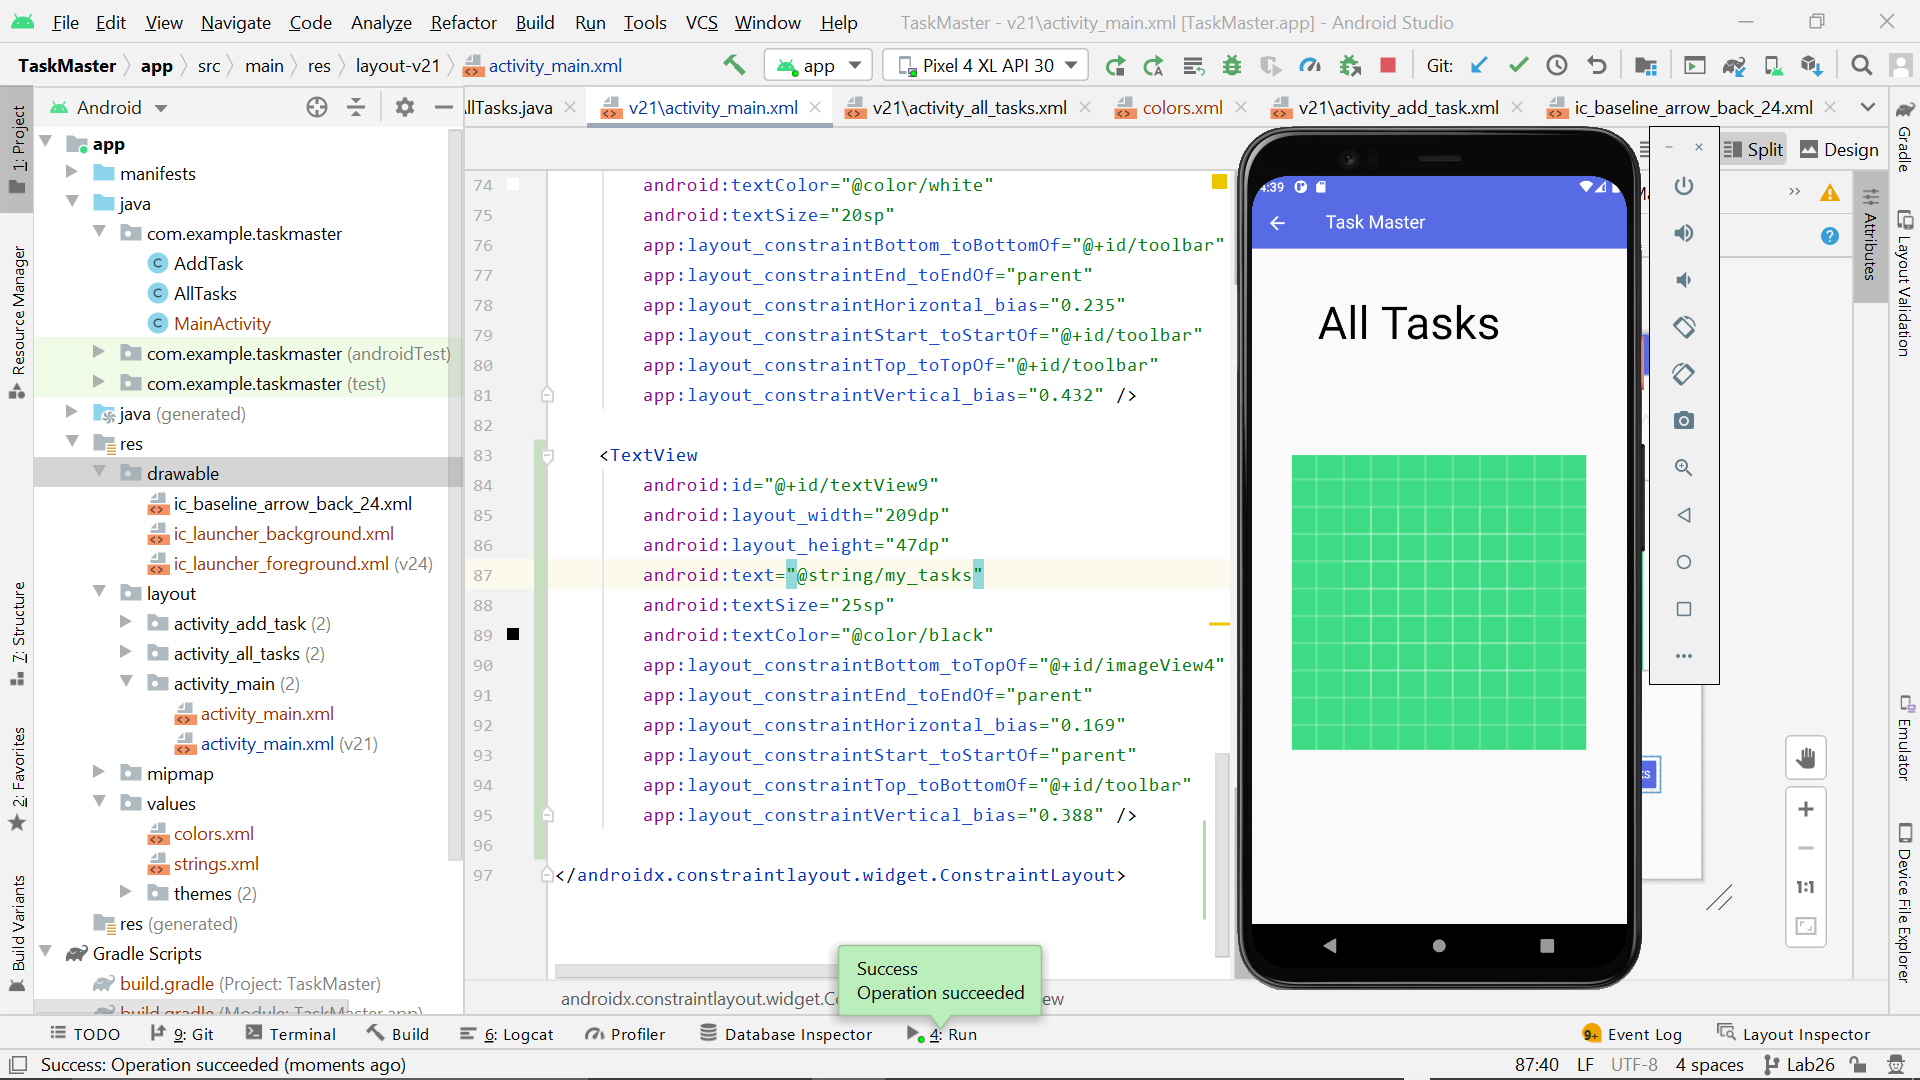 File Edit View Navigate Code Analyze Refactor Build Run Tools VCS Window Help TaskMaster - v21\activity_main.xml [TaskMaster.app] - Android Studio
TaskMaster app src main res layout-v21 activity_main.xml app Pixel 4 XL API 30 Git:
Android llTasks.java v21\activity_main.xml v21\activity_all_tasks.xml colors.xml v21\activity_add_task.xml ic_baseline_arrow_back_24.xml
Split Design
1: Project
Resource Manager
7: Structure
2: Favorites
Build Variants
app
manifests
java
com.example.taskmaster
AddTask
AllTasks
MainActivity
com.example.taskmaster (androidTest)
com.example.taskmaster (test)
java (generated)
res
drawable
ic_baseline_arrow_back_24.xml
ic_launcher_background.xml
ic_launcher_foreground.xml (v24)
layout
activity_add_task (2)
activity_all_tasks (2)
activity_main (2)
activity_main.xml
activity_main.xml (v21)
mipmap
values
colors.xml
strings.xml
themes (2)
res (generated)
Gradle Scripts
build.gradle (Project: TaskMaster)
build.gradle (Module: TaskMaster.app)
74 android:textColor="@color/white"
75 android:textSize="20sp"
76 app:layout_constraintBottom_toBottomOf="@+id/toolbar"
77 app:layout_constraintEnd_toEndOf="parent"
78 app:layout_constraintHorizontal_bias="0.235"
79 app:layout_constraintStart_toStartOf="@+id/toolbar"
80 app:layout_constraintTop_toTopOf="@+id/toolbar"
81 app:layout_constraintVertical_bias="0.432" />
82
83 <TextView
84 android:id="@+id/textView9"
85 android:layout_width="209dp"
86 android:layout_height="47dp"
87 android:text="@string/my_tasks"
88 android:textSize="25sp"
89 android:textColor="@color/black"
90 app:layout_constraintBottom_toTopOf="@+id/imageView4"
91 app:layout_constraintEnd_toEndOf="parent"
92 app:layout_constraintHorizontal_bias="0.169"
93 app:layout_constraintStart_toStartOf="parent"
94 app:layout_constraintTop_toBottomOf="@+id/toolbar"
95 app:layout_constraintVertical_bias="0.388" />
96
97 </androidx.constraintlayout.widget.ConstraintLayout>
androidx.constraintlayout.widget.Co ew
Success
Operation succeeded
4:39
Task Master
All Tasks
ks
1:1
Gradle
Attributes
Layout Validation
Emulator
Device File Explorer
TODO 9: Git Terminal Build 6: Logcat Profiler Database Inspector 4: Run 9+ Event Log Layout Inspector
Success: Operation succeeded (moments ago) 87:40 LF UTF-8 4 spaces Lab26